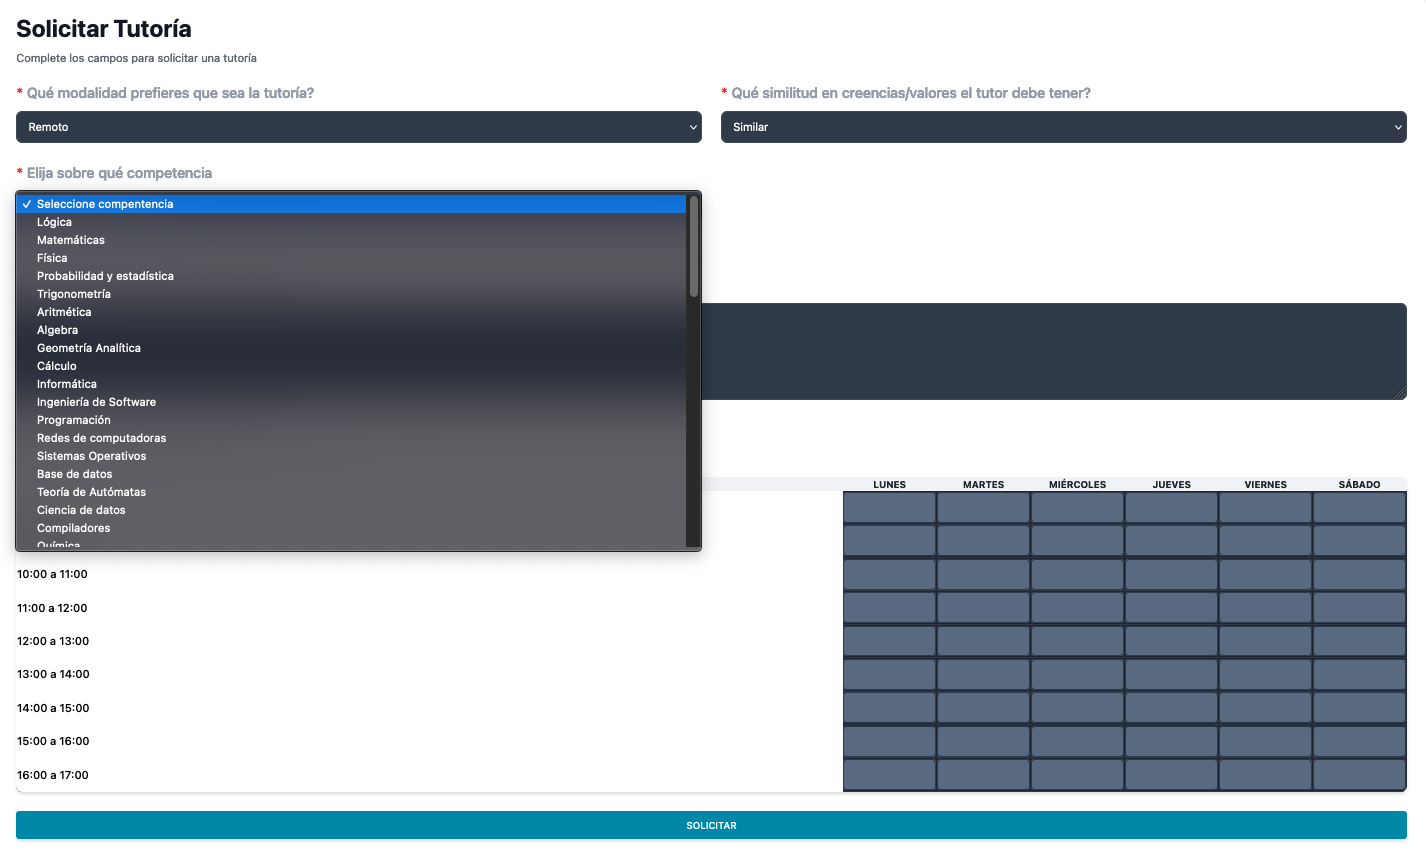 Solicitar Tutoría
Complete los campos para solicitar una tutoría
* Qué modalidad prefieres que sea la tutoría?
* Qué similitud en creencias/valores el tutor debe tener?
Remoto
Similar
* Elija sobre qué competencia
✓ Seleccione compentencia
Lógica
Matemáticas
Física
Probabilidad y estadística
Trigonometría
Aritmética
Algebra
Geometría Analítica
Cálculo
Informática
Ingeniería de Software
Programación
Redes de computadoras
Sistemas Operativos
Base de datos
Teoría de Autómatas
Ciencia de datos
Compiladores
Química
LUNES MARTES MIÉRCOLES JUEVES VIERNES SÁBADO
10:00 a 11:00
11:00 a 12:00
12:00 a 13:00
13:00 a 14:00
14:00 a 15:00
15:00 a 16:00
16:00 a 17:00
SOLICITAR